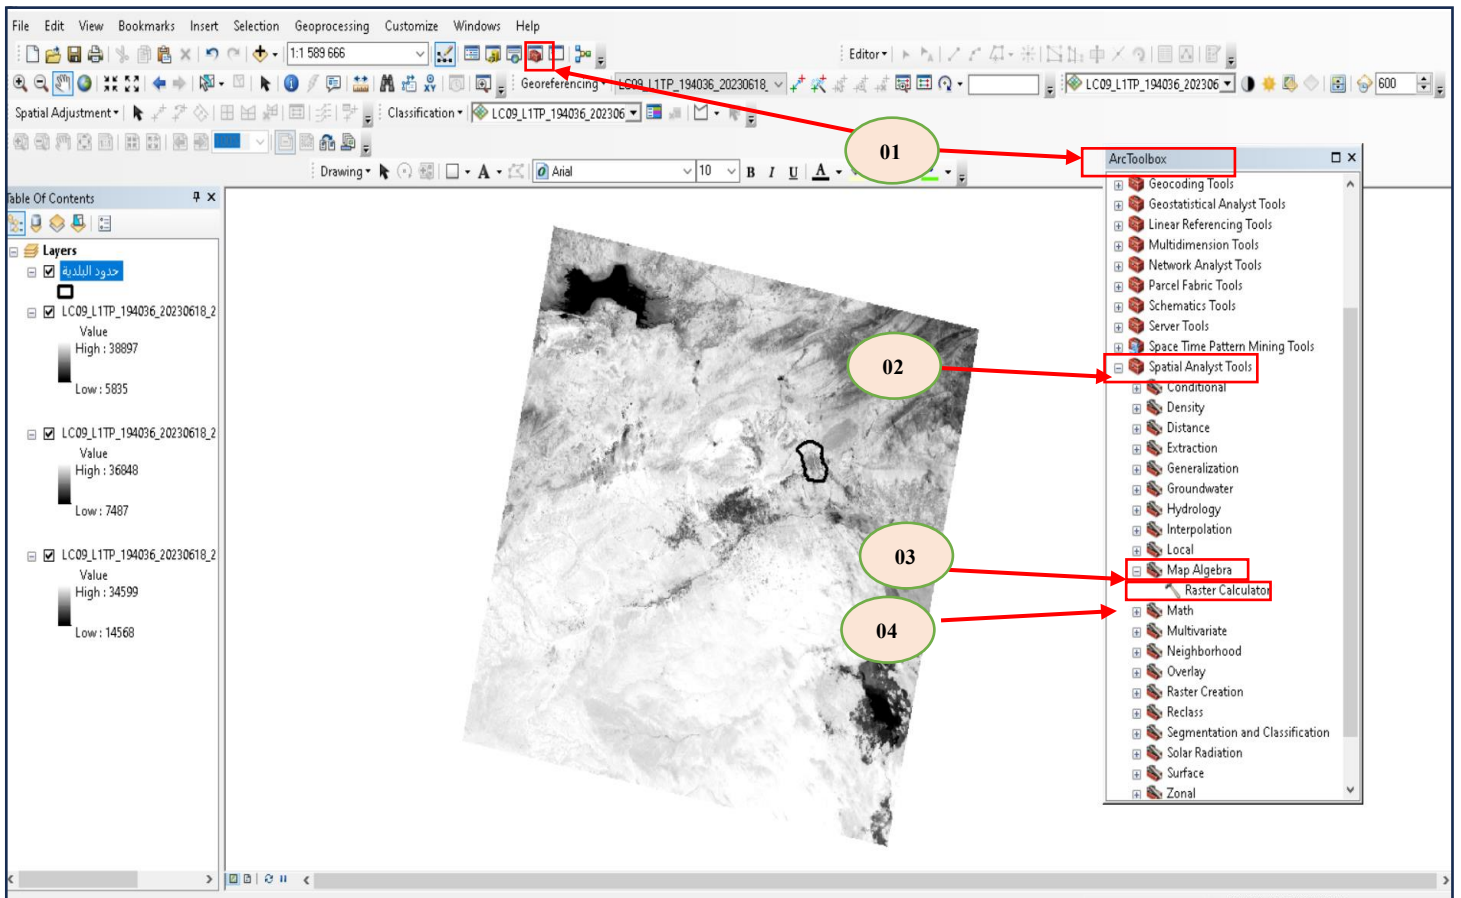 File Edit View Bookmarks Insert Selection Geoprocessing Customize Windows Help
1:1 589 666 Editor
Georeferencing LC09_L1TP_194036_20230618_ LC09_L1TP_194036_202306 600
Spatial Adjustment Classification LC09_L1TP_194036_202306
Drawing A Arial 10 B I U A
01
ArcToolbox
Table Of Contents
Layers
حدود البلدية
LC09_L1TP_194036_20230618_2
Value
High : 38897
Low : 5835
LC09_L1TP_194036_20230618_2
Value
High : 36848
Low : 7487
LC09_L1TP_194036_20230618_2
Value
High : 34599
Low : 14568
02
03
04
Geocoding Tools
Geostatistical Analyst Tools
Linear Referencing Tools
Multidimension Tools
Network Analyst Tools
Parcel Fabric Tools
Schematics Tools
Server Tools
Space Time Pattern Mining Tools
Spatial Analyst Tools
Conditional
Density
Distance
Extraction
Generalization
Groundwater
Hydrology
Interpolation
Local
Map Algebra
Raster Calculator
Math
Multivariate
Neighborhood
Overlay
Raster Creation
Reclass
Segmentation and Classification
Solar Radiation
Surface
Zonal